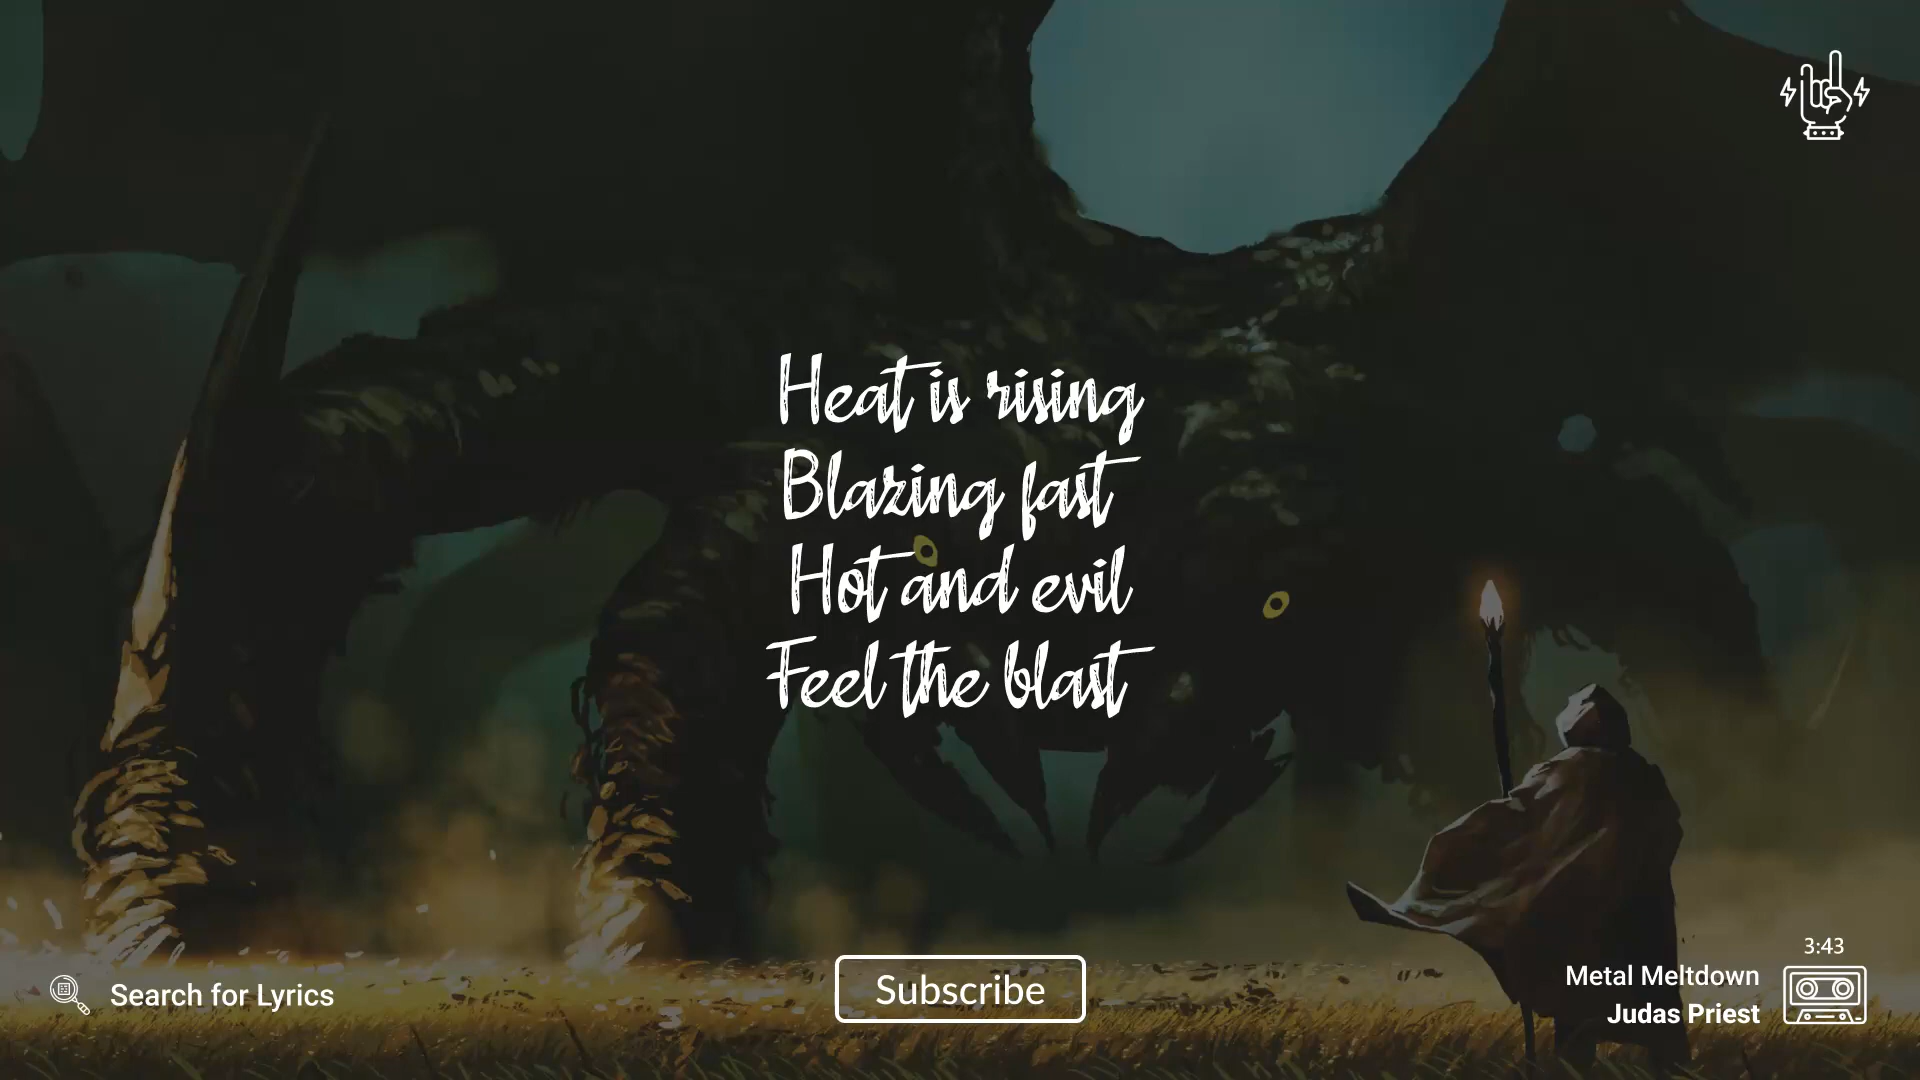 Heat is rising
Blazing fast
Hot and evil
Feel the blast
Search for Lyrics
Subscribe
3:43
Metal Meltdown
Judas Priest